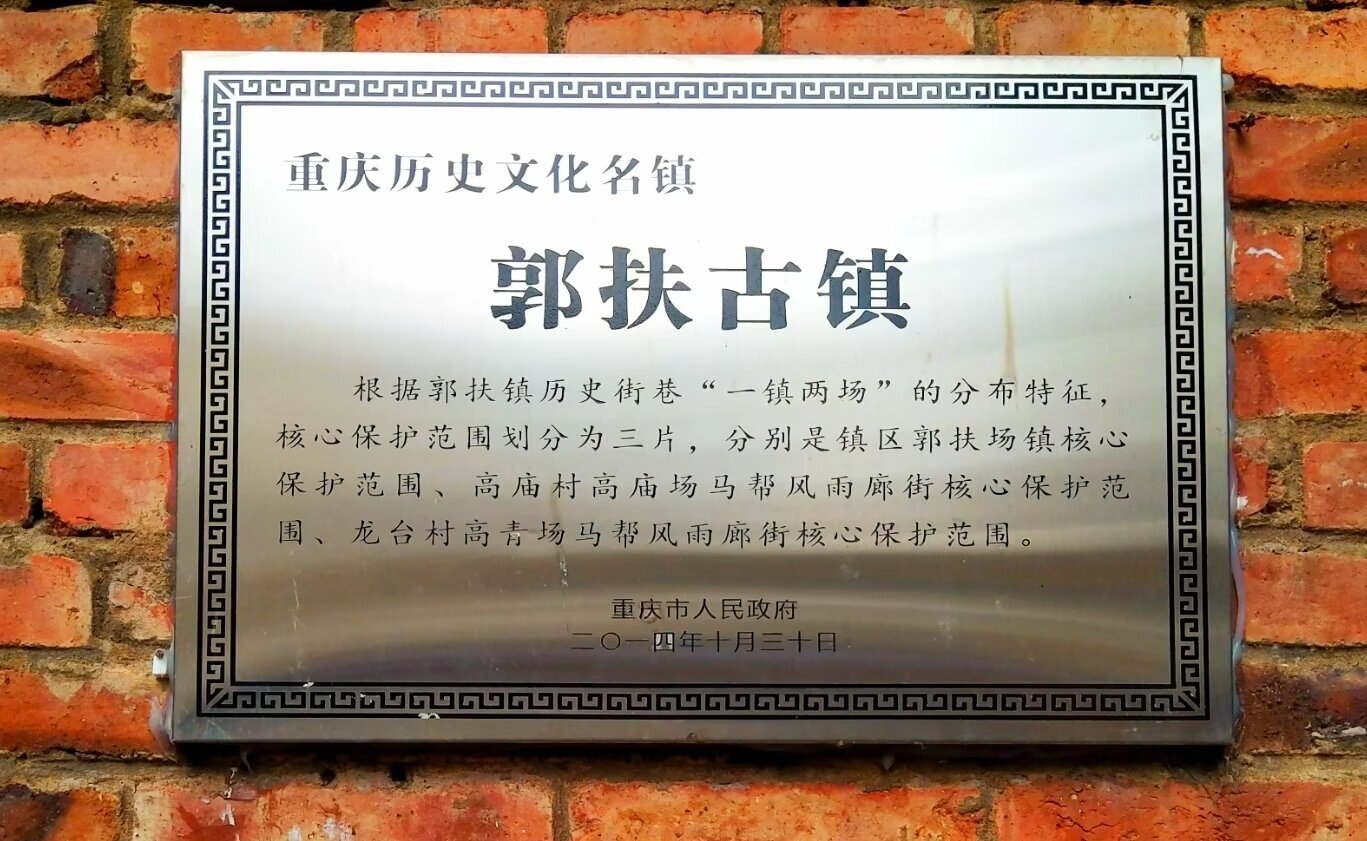 重庆历史文化名镇
郭扶古镇
根据郭扶镇历史街巷“一镇两场”的分布特征，
核心保护范围划分为三片，分别是镇区郭扶场镇核心
保护范围、高庙村高庙场马帮风雨廊街核心保护范
围、龙台村高青场马帮风雨廊街核心保护范围。
重庆市人民政府
二〇一四年十月三十日